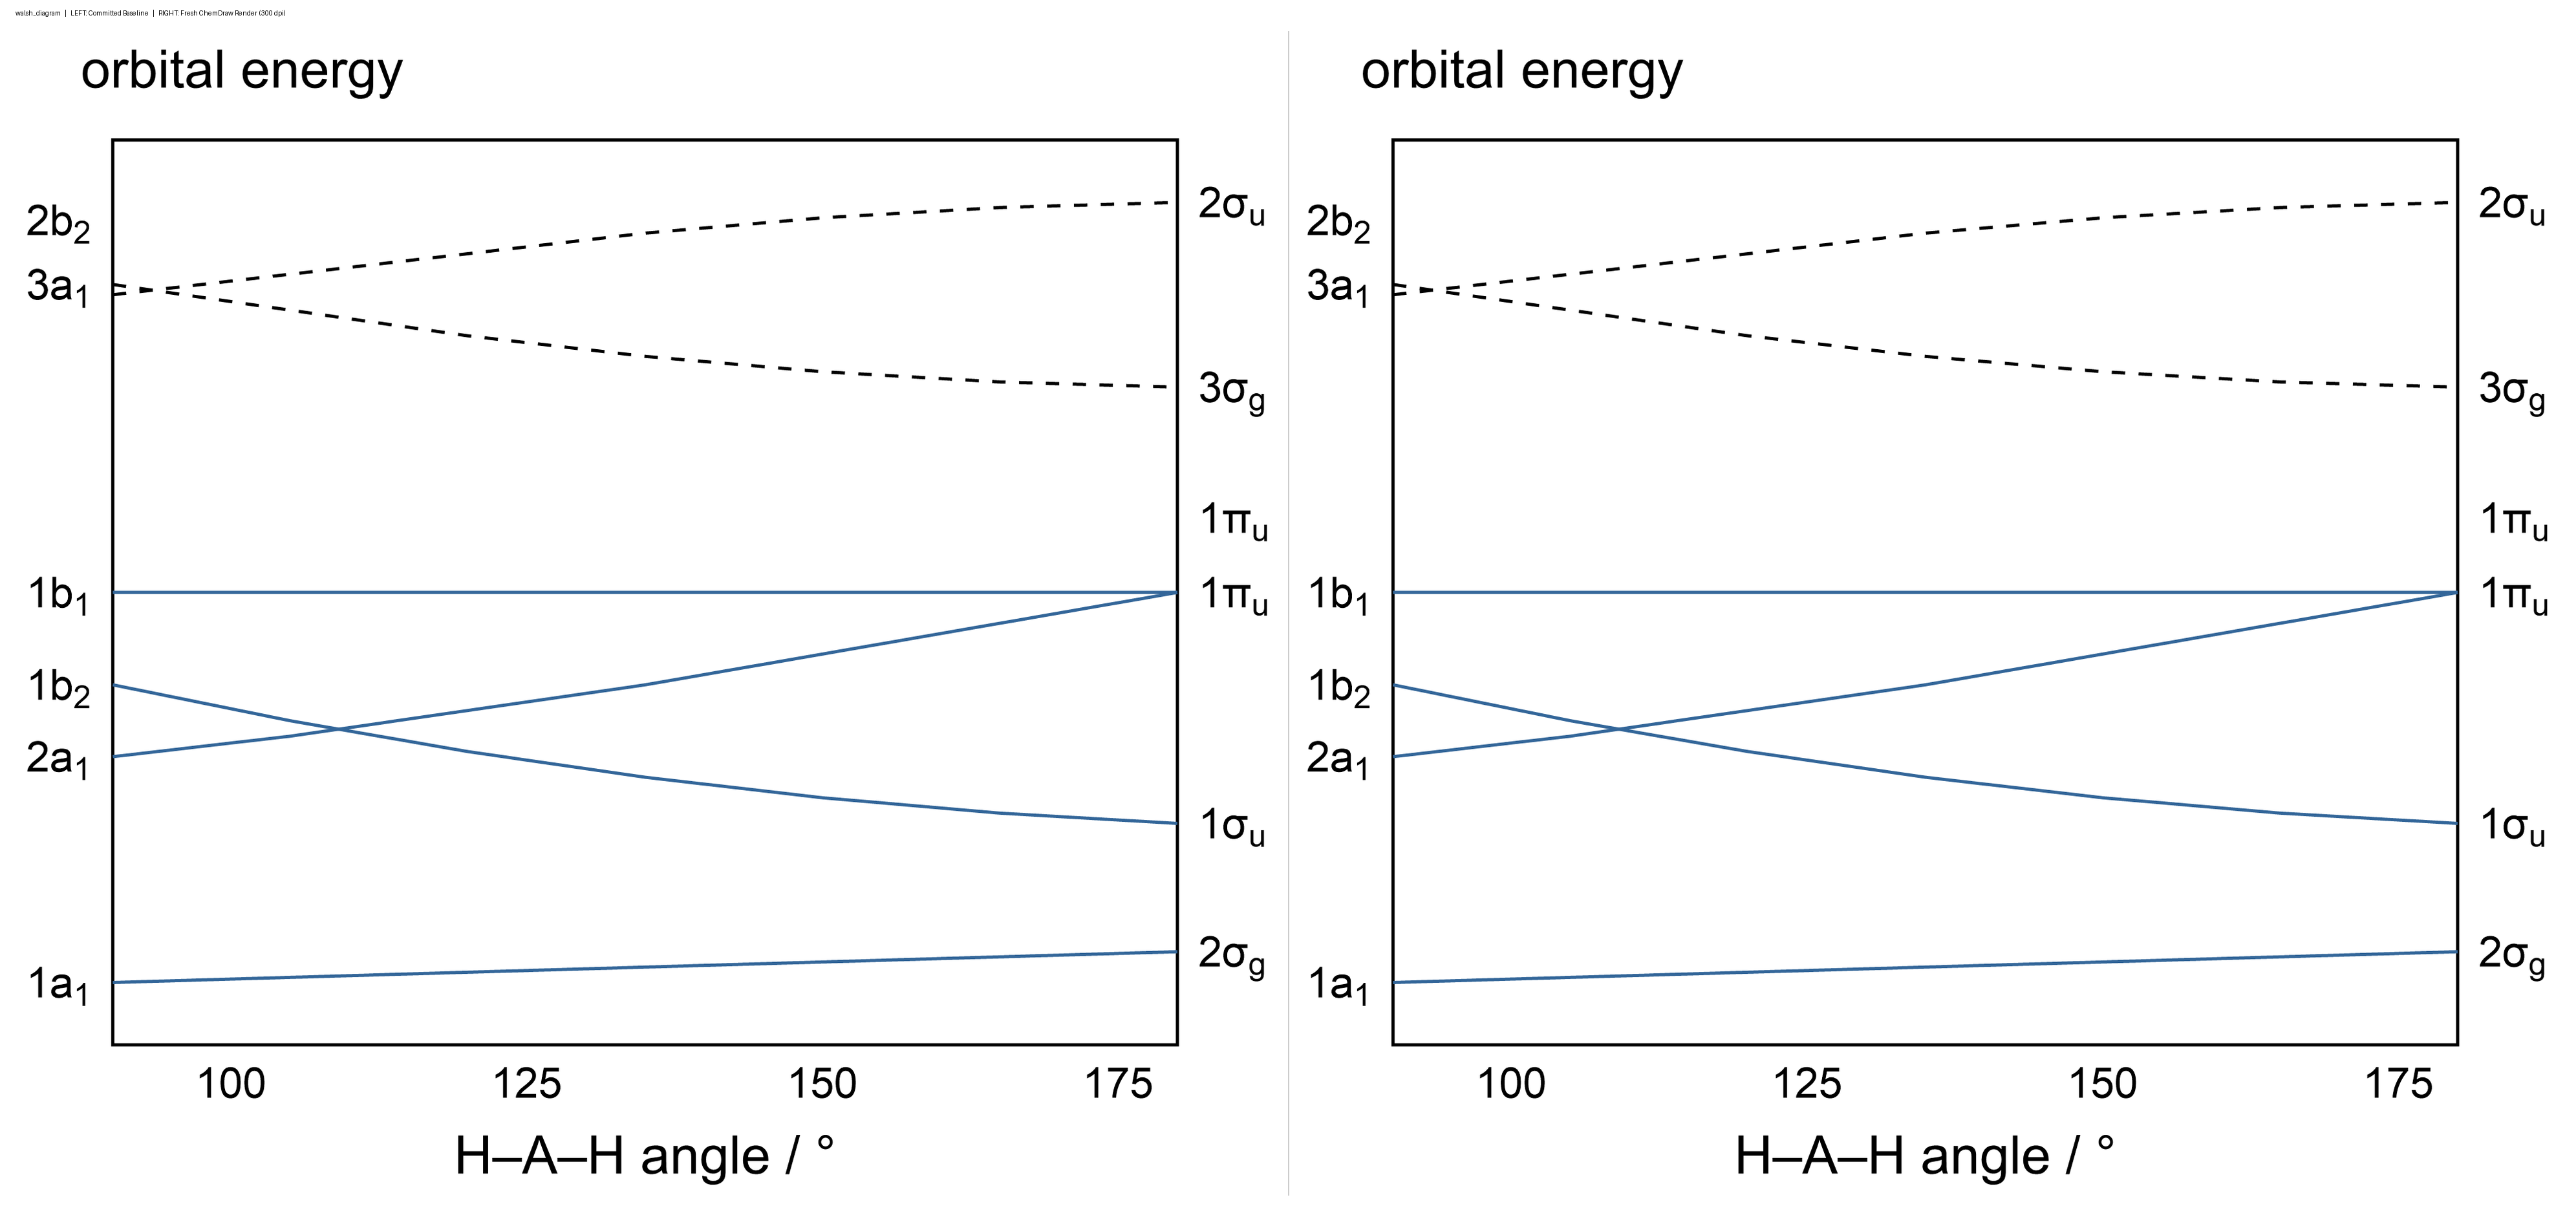 walsh_diagram | LEFT: Committed Baseline | RIGHT: Fresh ChemDraw Render (300 dpi)
orbital energy
2b₂
3a₁
1b₁
1b₂
2a₁
1a₁
2σᵤ
3σg
1πᵤ
1πᵤ
1σᵤ
2σg
100 125 150 175
H–A–H angle / °
orbital energy
2b₂
3a₁
1b₁
1b₂
2a₁
1a₁
2σᵤ
3σg
1πᵤ
1πᵤ
1σᵤ
2σg
100 125 150 175
H–A–H angle / °